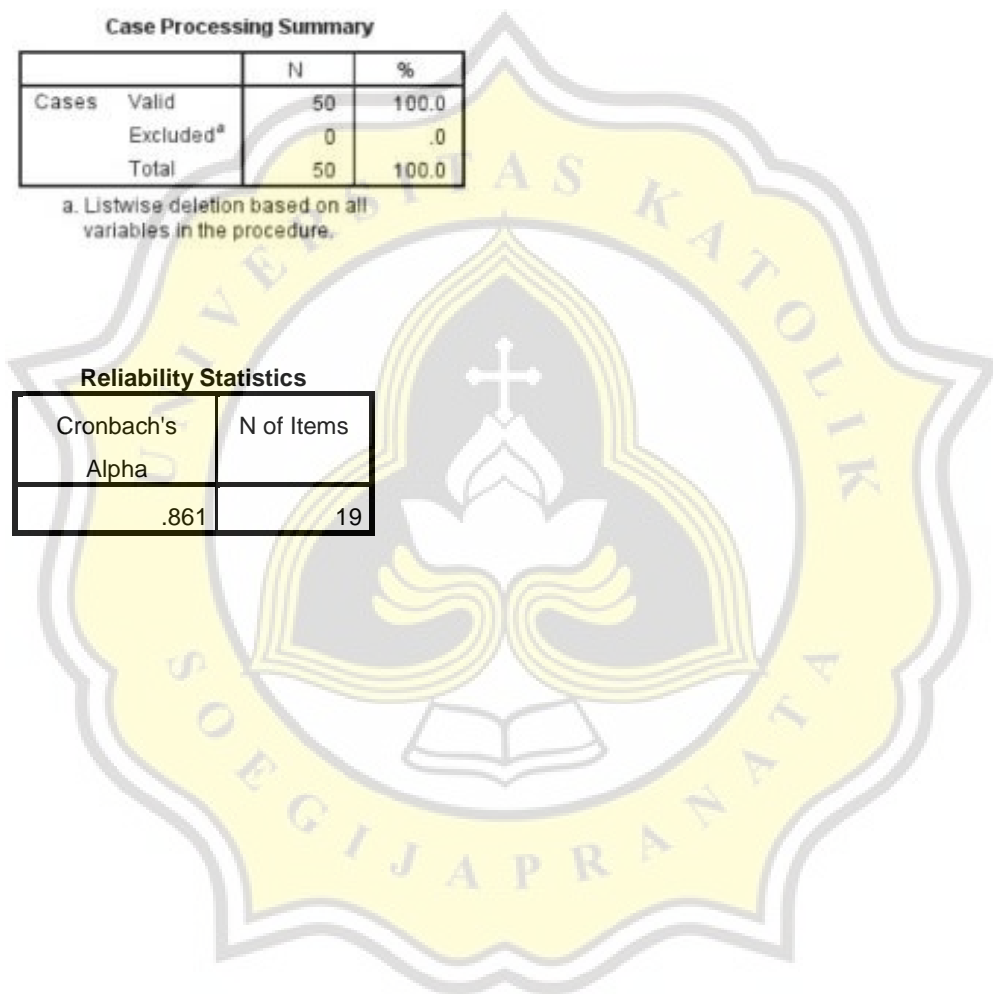 Case Processing Summary
N %
Cases Valid 50 100.0
Excludedª 0 .0
Total 50 100.0
a. Listwise deletion based on all
variables in the procedure.
Reliability Statistics
Cronbach's N of Items
Alpha
.861 19
UNIVERSITAS KATOLIK
SOEGIJAPRANATA